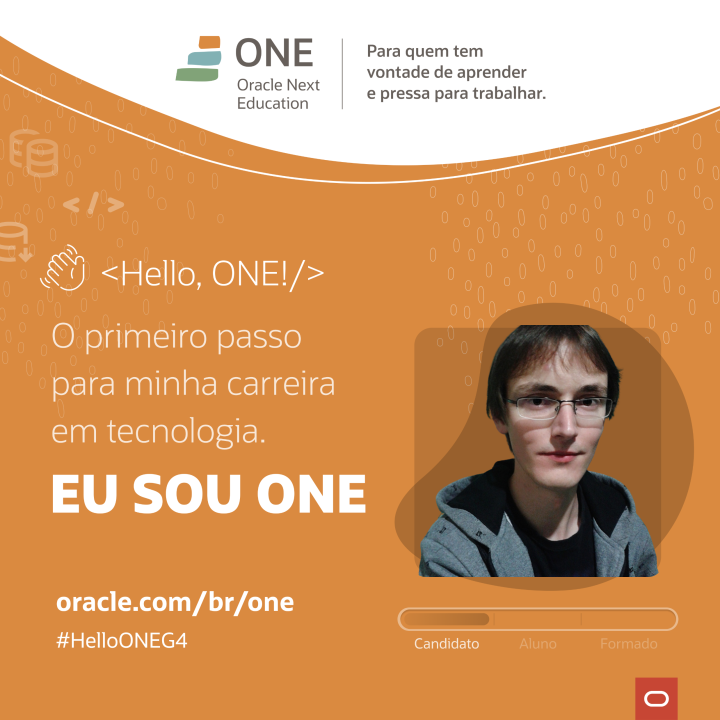 ONE
Oracle Next
Education
Para quem tem
vontade de aprender
e pressa para trabalhar.
</>
<Hello, ONE!/>
O primeiro passo
para minha carreira
em tecnologia.
EU SOU ONE
oracle.com/br/one
#HelloONEG4
Candidato Aluno Formado